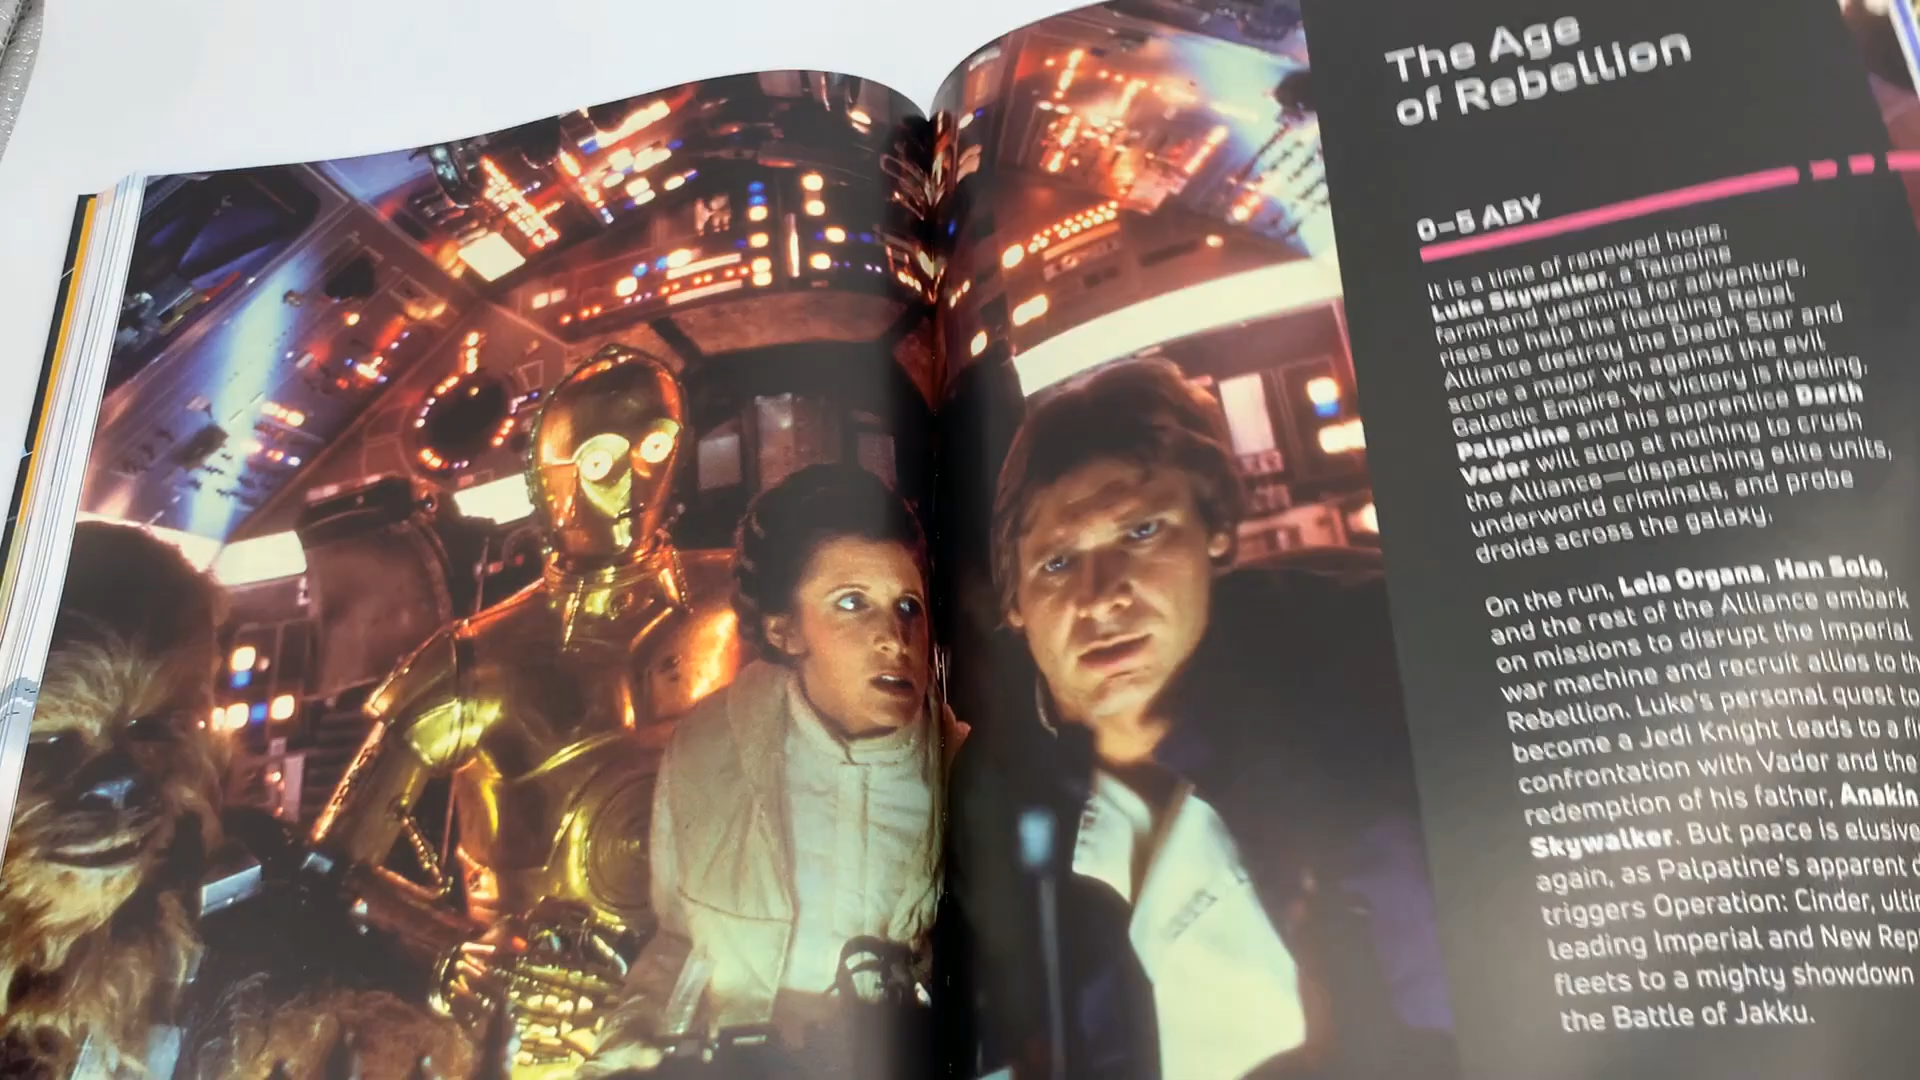 The Age
of Rebellion
0–5 ABY
It is a time of renewed hope.
Luke Skywalker, a Tatooine
farmhand yearning for adventure,
rises to help the fledgling Rebel
Alliance destroy the Death Star and
score a major win against the evil
Galactic Empire. Yet victory is fleeting.
Palpatine and his apprentice Darth
Vader will stop at nothing to crush
the Alliance—dispatching elite units,
underworld criminals, and probe
droids across the galaxy.
On the run, Leia Organa, Han Solo,
and the rest of the Alliance embark
on missions to disrupt the Imperial
war machine and recruit allies to
Rebellion. Luke's personal quest to
become a Jedi Knight leads to a
confrontation with Vader and the
redemption of his father, Anakin
Skywalker. But peace is elusive
again, as Palpatine's apparent
triggers Operation: Cinder,
leading Imperial and New
fleets to a mighty showdown
the Battle of Jakku.